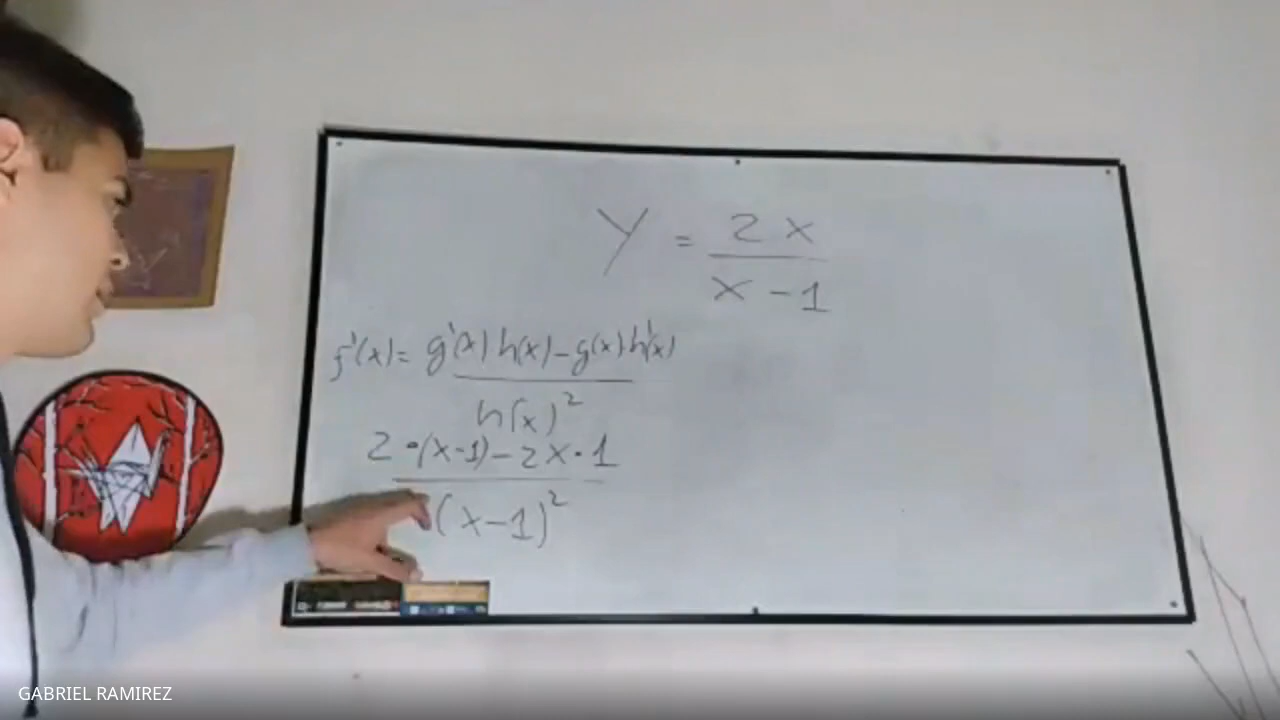 Y = 2x
x - 1
f'(x) = g'(x) h(x) - g(x) h'(x)
h(x)²
2 · (x-1) - 2x · 1
(x-1)²
GABRIEL RAMIREZ